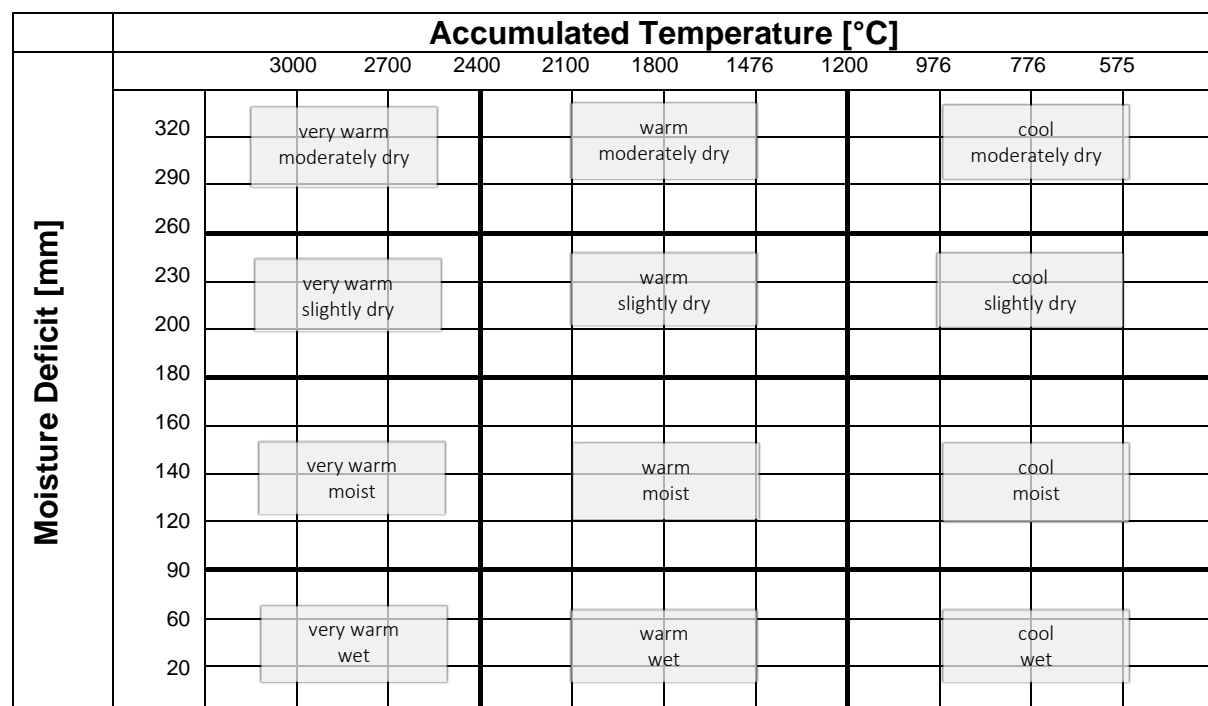 Accumulated Temperature [°C]
3000 2700 2400 2100 1800 1476 1200 976 776 575
Moisture Deficit [mm]
320
very warm
moderately dry
warm
moderately dry
cool
moderately dry
290
260
230
very warm
slightly dry
warm
slightly dry
cool
slightly dry
200
180
160
140
very warm
moist
warm
moist
cool
moist
120
90
60
very warm
wet
warm
wet
cool
wet
20